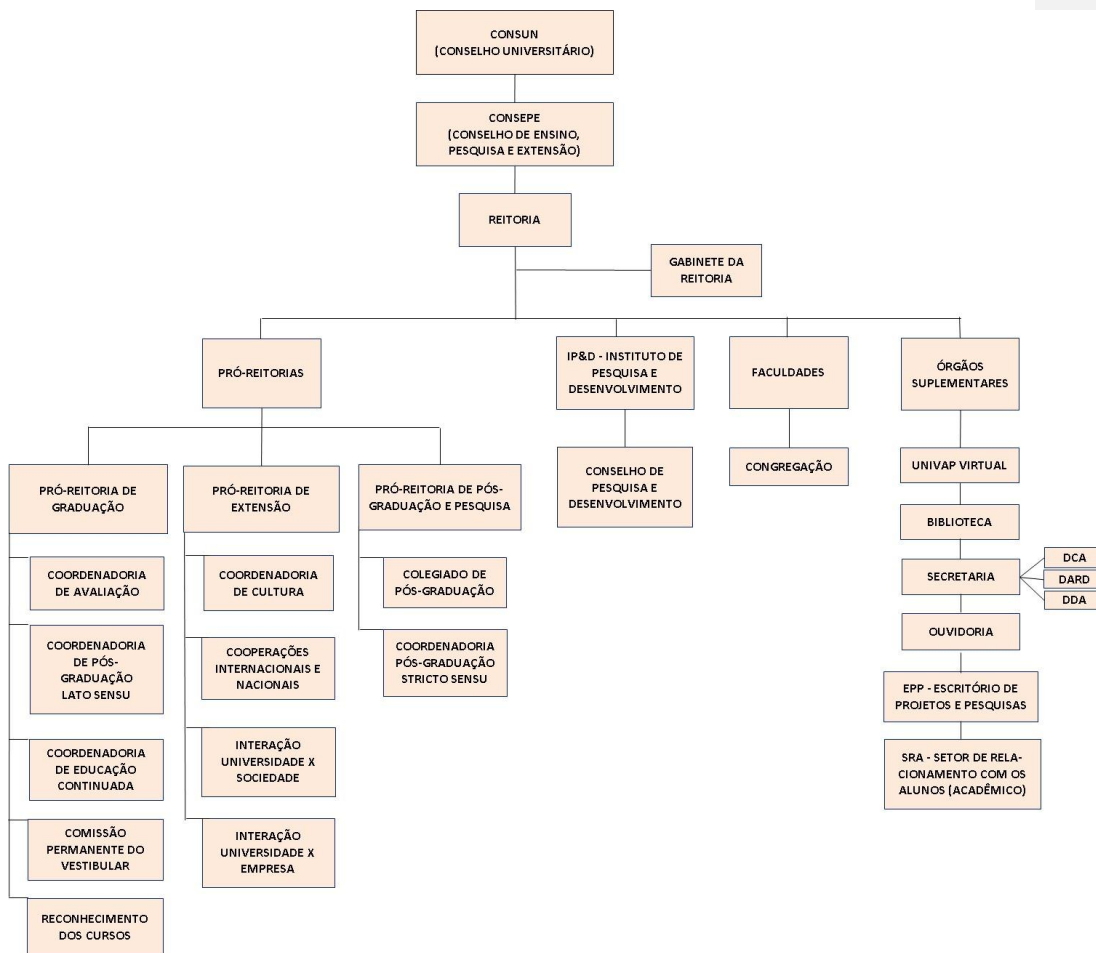 CONSUN
(CONSELHO UNIVERSITÁRIO)
CONSEPE
(CONSELHO DE ENSINO,
PESQUISA E EXTENSÃO)
REITORIA
GABINETE DA
REITORIA
PRÓ-REITORIAS
IP&D - INSTITUTO DE
PESQUISA E
DESENVOLVIMENTO
FACULDADES
ÓRGÃOS
SUPLEMENTARES
CONSELHO DE
PESQUISA E
DESENVOLVIMENTO
CONGREGAÇÃO
UNIVAP VIRTUAL
BIBLIOTECA
SECRETARIA
DCA
DARD
DDA
OUVIDORIA
EPP - ESCRITÓRIO DE
PROJETOS E PESQUISAS
SRA - SETOR DE RELA-
CIONAMENTO COM OS
ALUNOS (ACADÊMICO)
PRÓ-REITORIA DE
GRADUAÇÃO
COORDENADORIA
DE AVALIAÇÃO
COORDENADORIA
DE PÓS-
GRADUAÇÃO
LATO SENSU
COORDENADORIA
DE EDUCAÇÃO
CONTINUADA
COMISSÃO
PERMANENTE DO
VESTIBULAR
RECONHECIMENTO
DOS CURSOS
PRÓ-REITORIA DE
EXTENSÃO
COORDENADORIA
DE CULTURA
COOPERAÇÕES
INTERNACIONAIS E
NACIONAIS
INTERAÇÃO
UNIVERSIDADE X
SOCIEDADE
INTERAÇÃO
UNIVERSIDADE X
EMPRESA
PRÓ-REITORIA DE PÓS-
GRADUAÇÃO E PESQUISA
COLEGIADO DE
PÓS-GRADUAÇÃO
COORDENADORIA
PÓS-GRADUAÇÃO
STRICTO SENSU